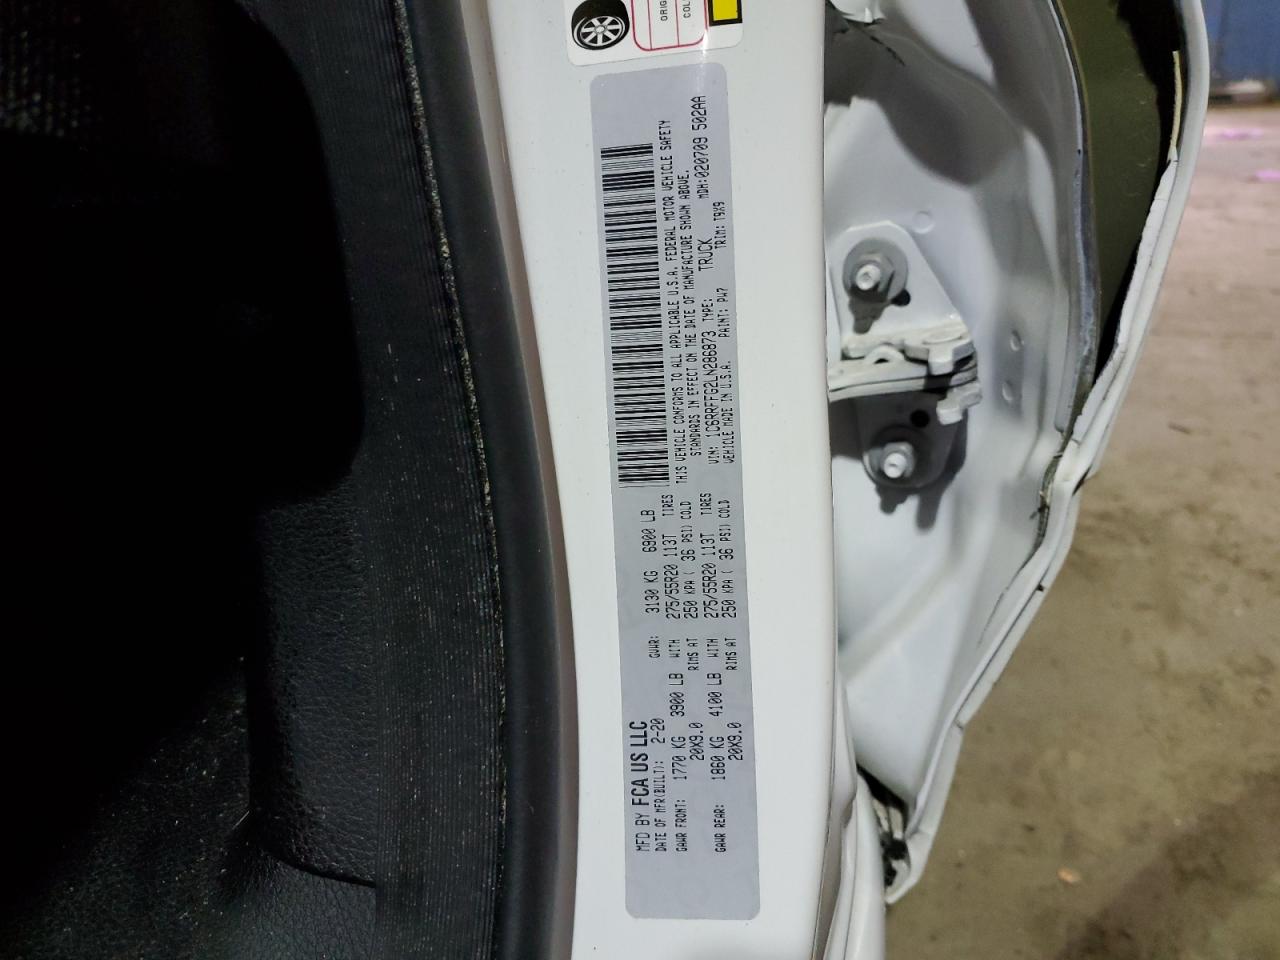 ORIG
COL
MFD BY FCA US LLC
DATE OF MFR(BUILT): 2-20 GVWR: 3130 KG 6900 LB
GAWR FRONT: 1770 KG 3900 LB WITH 275/55R20 113T TIRES
20X9.0 RIMS AT 250 KPA ( 36 PSI) COLD
GAWR REAR: 1860 KG 4100 LB WITH 275/55R20 113T TIRES
20X9.0 RIMS AT 250 KPA ( 36 PSI) COLD
THIS VEHICLE CONFORMS TO ALL APPLICABLE U.S.A. FEDERAL MOTOR VEHICLE SAFETY
STANDARDS IN EFFECT ON THE DATE OF MANUFACTURE SHOWN ABOVE.
VIN: 1C6RRFFG2LN286873 TYPE: TRUCK MDH:020709 502AA
VEHICLE MADE IN U.S.A. PAINT: PW7 TRIM: T9X9